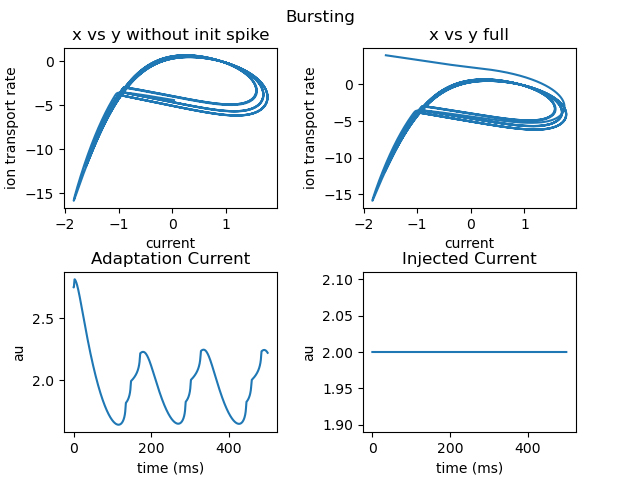 Bursting
x vs y without init spike
x vs y full
ion transport rate
0
−5
−10
−15
−2
−1
0
1
current
ion transport rate
0
−5
−10
−15
−2
−1
0
1
current
Adaptation Current
Injected Current
au
2.5
2.0
0
200
400
time (ms)
au
2.10
2.05
2.00
1.95
1.90
0
200
400
time (ms)